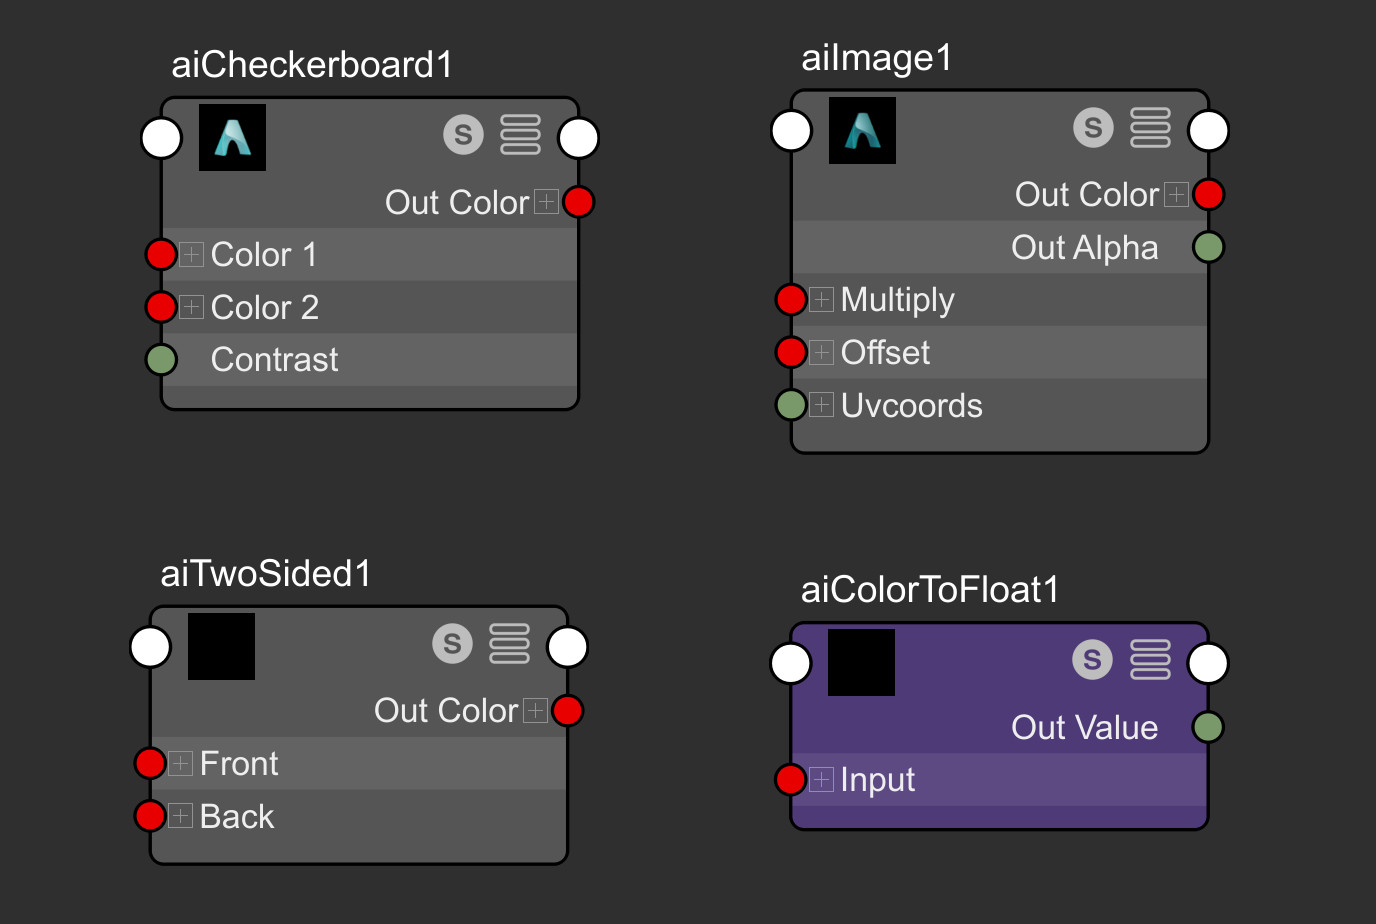 aiCheckerboard1
S
Out Color
Color 1
Color 2
Contrast
aiImage1
S
Out Color
Out Alpha
Multiply
Offset
Uvcoords
aiTwoSided1
S
Out Color
Front
Back
aiColorToFloat1
S
Out Value
Input